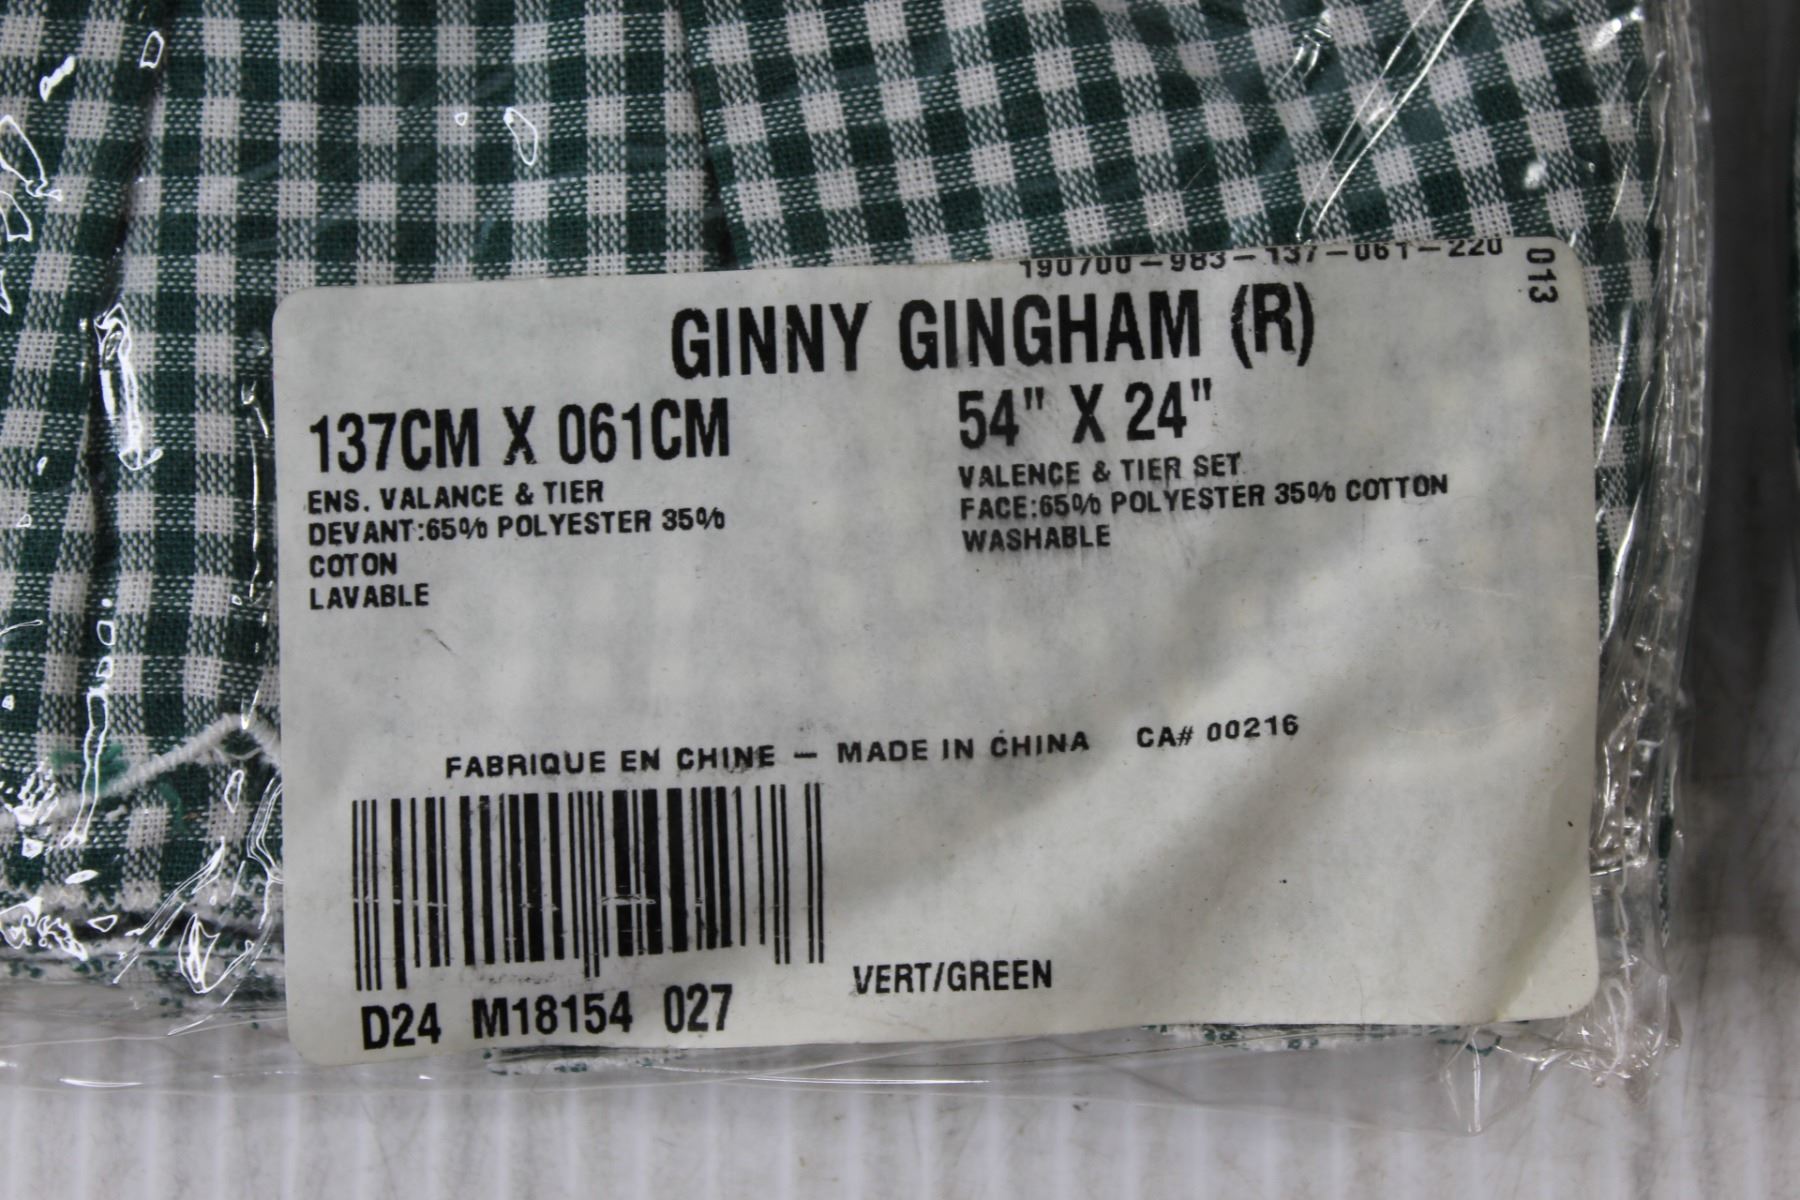 190700-983-137-061-220
013
GINNY GINGHAM (R)
137CM X 061CM
ENS. VALANCE & TIER
DEVANT:65% POLYESTER 35%
COTON
LAVABLE
54" X 24"
VALENCE & TIER SET
FACE:65% POLYESTER 35% COTTON
WASHABLE
FABRIQUE EN CHINE — MADE IN CHINA CA# 00216
D24 M18154 027
VERT/GREEN